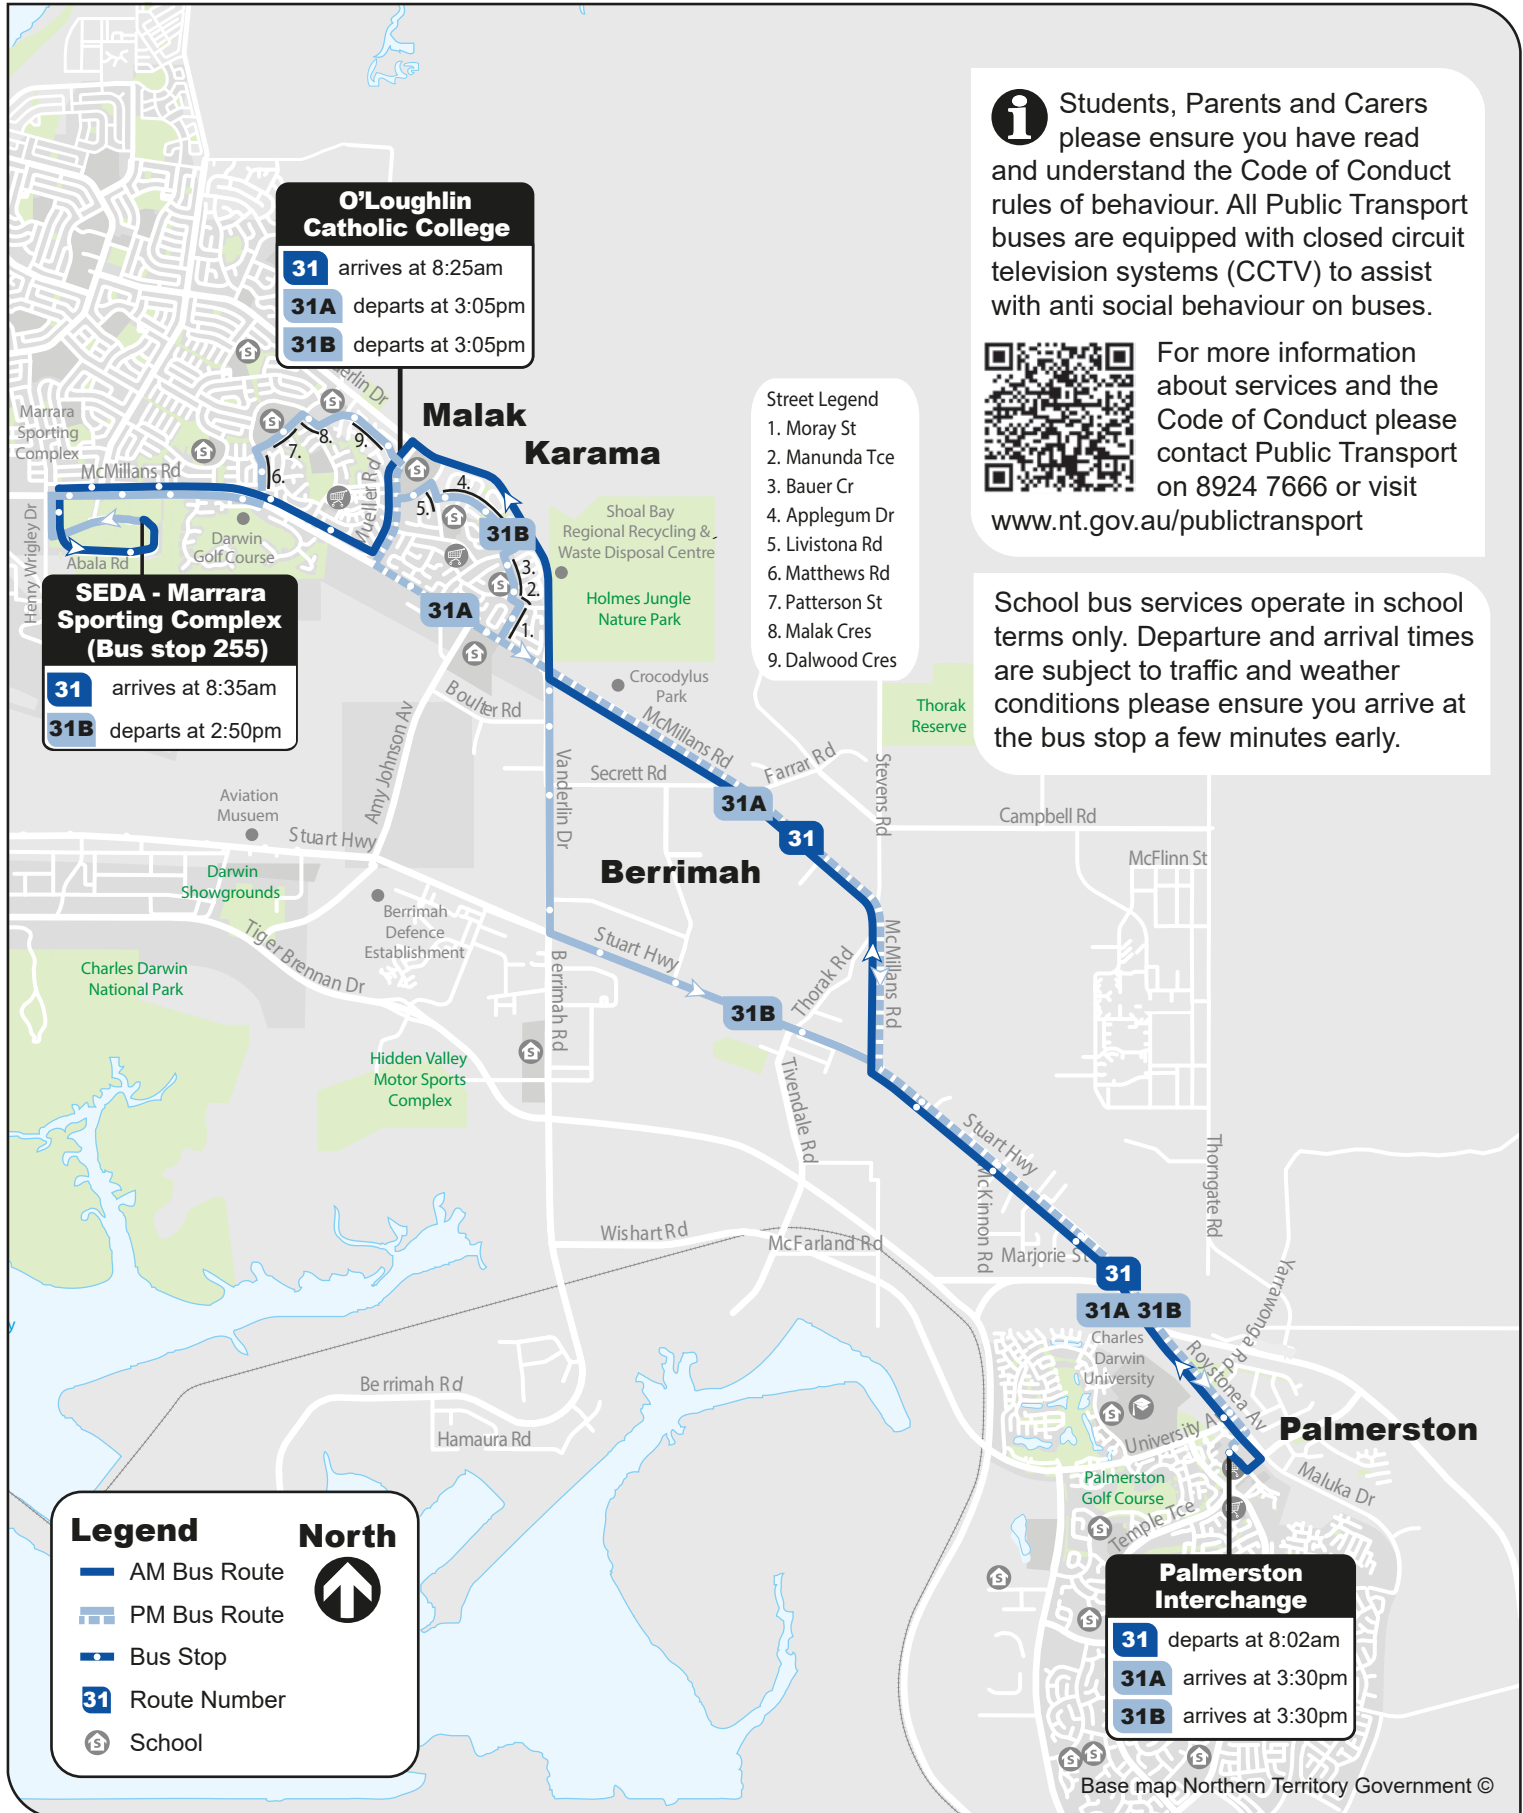 Students, Parents and Carers
please ensure you have read
and understand the Code of Conduct
rules of behaviour. All Public Transport
buses are equipped with closed circuit
television systems (CCTV) to assist
with anti social behaviour on buses.
For more information
about services and the
Code of Conduct please
contact Public Transport
on 8924 7666 or visit
www.nt.gov.au/publictransport
School bus services operate in school
terms only. Departure and arrival times
are subject to traffic and weather
conditions please ensure you arrive at
the bus stop a few minutes early.
O'Loughlin
Catholic College
31 arrives at 8:25am
31A departs at 3:05pm
31B departs at 3:05pm
erlin Dr
Malak
Karama
Street Legend
1. Moray St
2. Manunda Tce
3. Bauer Cr
4. Applegum Dr
5. Livistona Rd
6. Matthews Rd
7. Patterson St
8. Malak Cres
9. Dalwood Cres
Marrara
Sporting
Complex
McMillans Rd
6.
7.
8.
9.
Mueller Rd
4.
5.
31B
3.
2.
1.
31A
Henry Wrigley Dr
Abala Rd
Darwin
Golf Course
Shoal Bay
Regional Recycling &
Waste Disposal Centre
Holmes Jungle
Nature Park
SEDA - Marrara
Sporting Complex
(Bus stop 255)
31 arrives at 8:35am
31B departs at 2:50pm
Crocodylus
Park
Boulter Rd
McMillans Rd
Thorak
Reserve
Amy Johnson Av
Vanderlin Dr
Secrett Rd
Farrar Rd
Stevens Rd
31A
31
Campbell Rd
McFlinn St
Aviation
Musuem
Stuart Hwy
Berrimah
Darwin
Showgrounds
Berrimah
Defence
Establishment
Tiger Brennan Dr
Charles Darwin
National Park
Stuart Hwy
Berrimah Rd
31B
Thorak Rd
McMillans Rd
Hidden Valley
Motor Sports
Complex
Tivendale Rd
Stuart Hwy
McKinnon Rd
Thorngate Rd
Wishart Rd
McFarland Rd
Marjorie St
31
31A 31B
Yarrawonga Rd
Charles
Darwin
University
Roystonea Av
University A
Palmerston
Berrimah Rd
Hamaura Rd
Palmerston
Golf Course
Maluka Dr
Temple Tce
Palmerston
Interchange
31 departs at 8:02am
31A arrives at 3:30pm
31B arrives at 3:30pm
Legend
North
AM Bus Route
PM Bus Route
Bus Stop
31 Route Number
S School
Base map Northern Territory Government ©